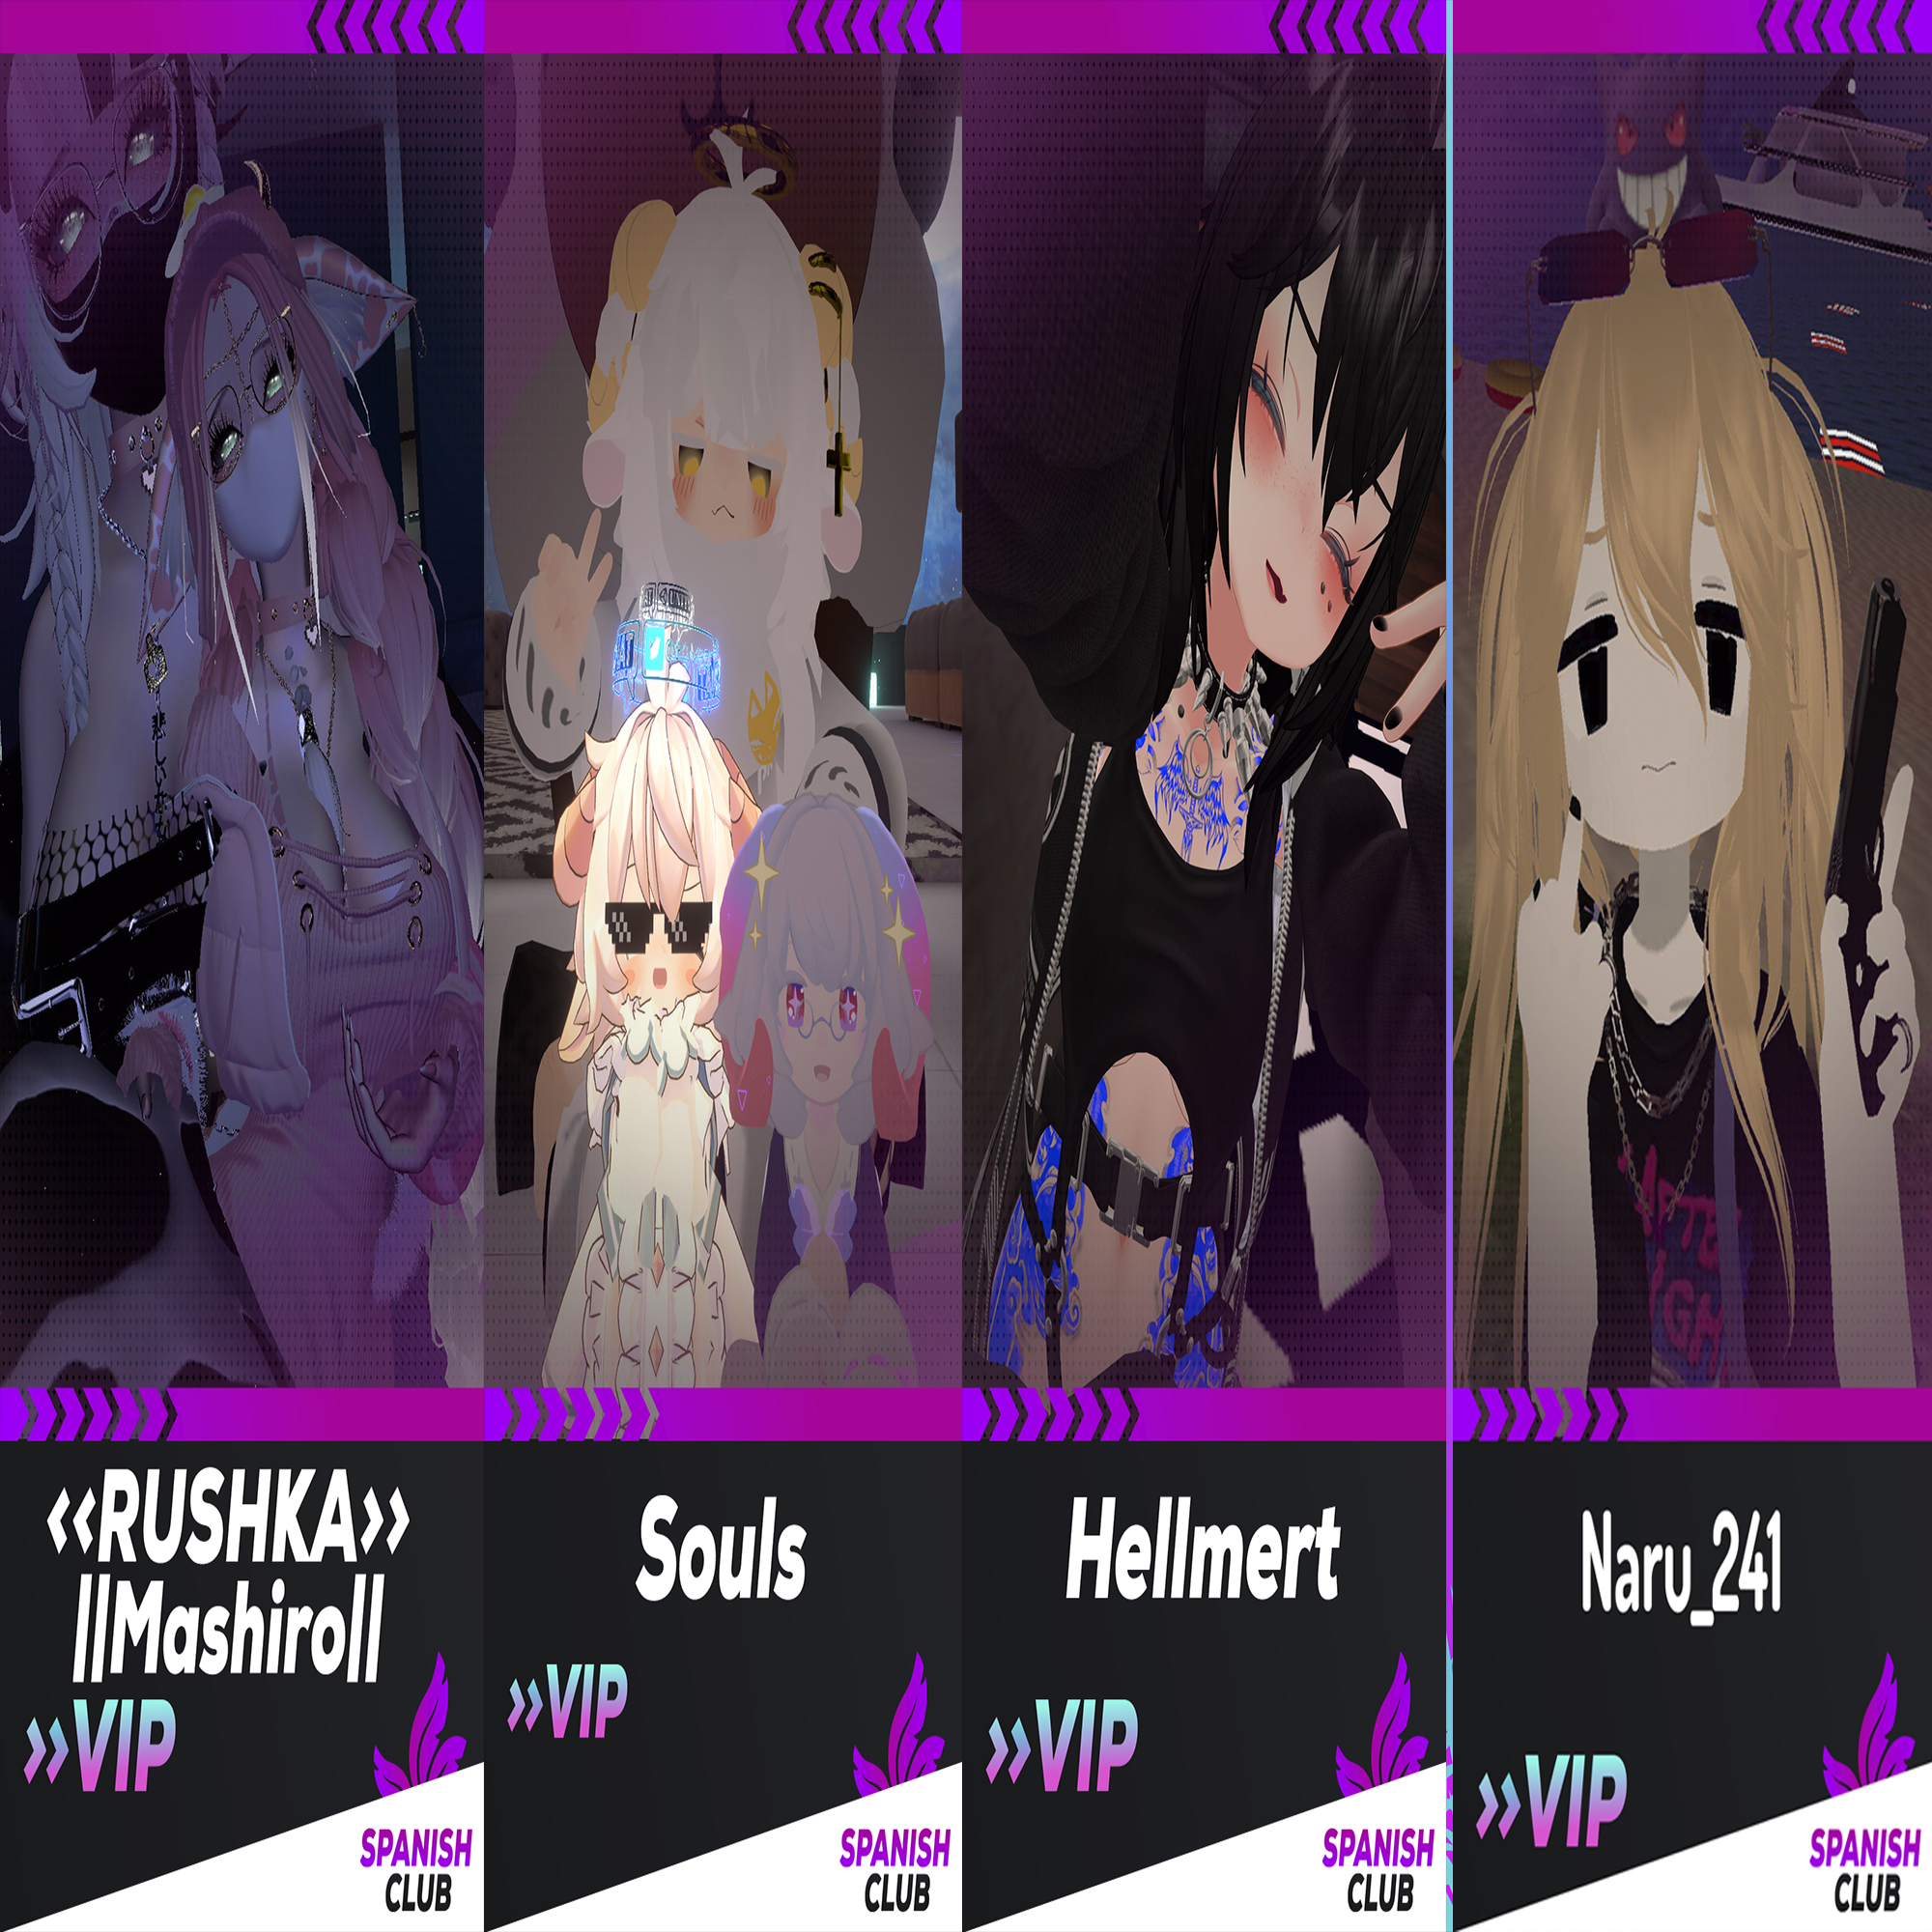 ‹‹RUSHKA››
||Mashiro||
››VIP
SPANISH
CLUB
Souls
››VIP
SPANISH
CLUB
Hellmert
››VIP
SPANISH
CLUB
Naru_241
››VIP
SPANISH
CLUB